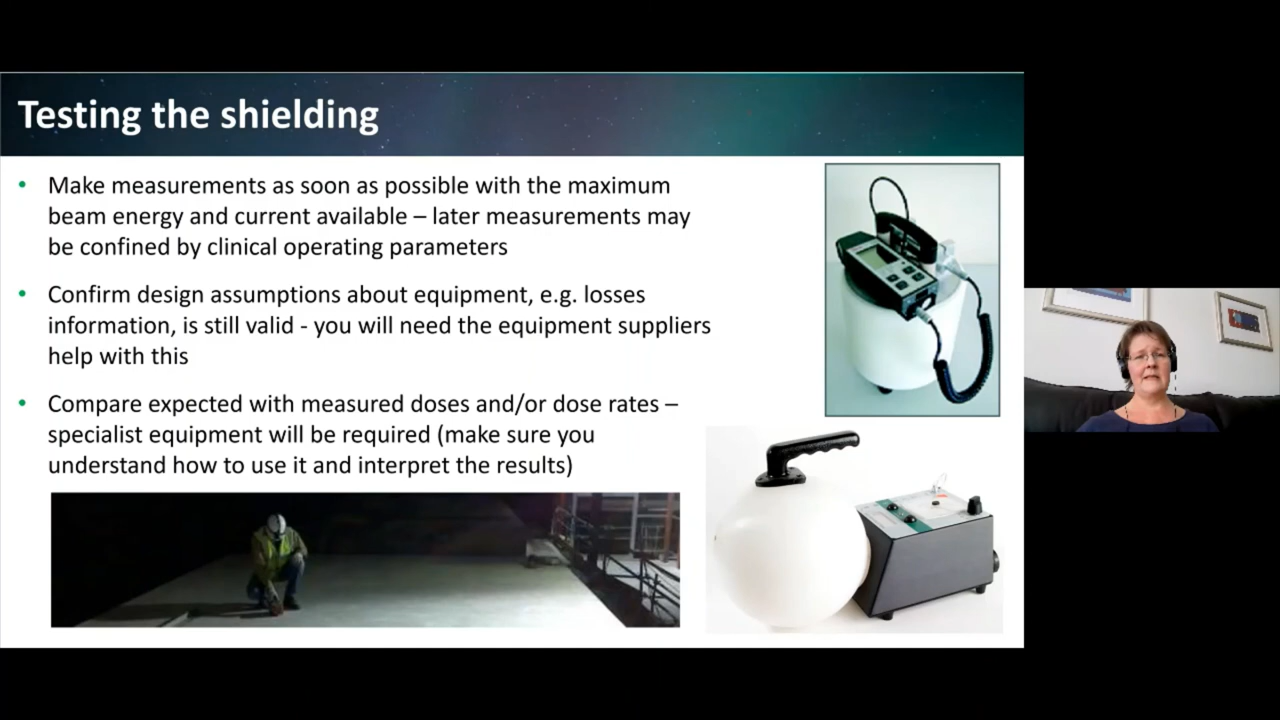 Testing the shielding
• Make measurements as soon as possible with the maximum
beam energy and current available – later measurements may
be confined by clinical operating parameters
• Confirm design assumptions about equipment, e.g. losses
information, is still valid - you will need the equipment suppliers
help with this
• Compare expected with measured doses and/or dose rates –
specialist equipment will be required (make sure you
understand how to use it and interpret the results)